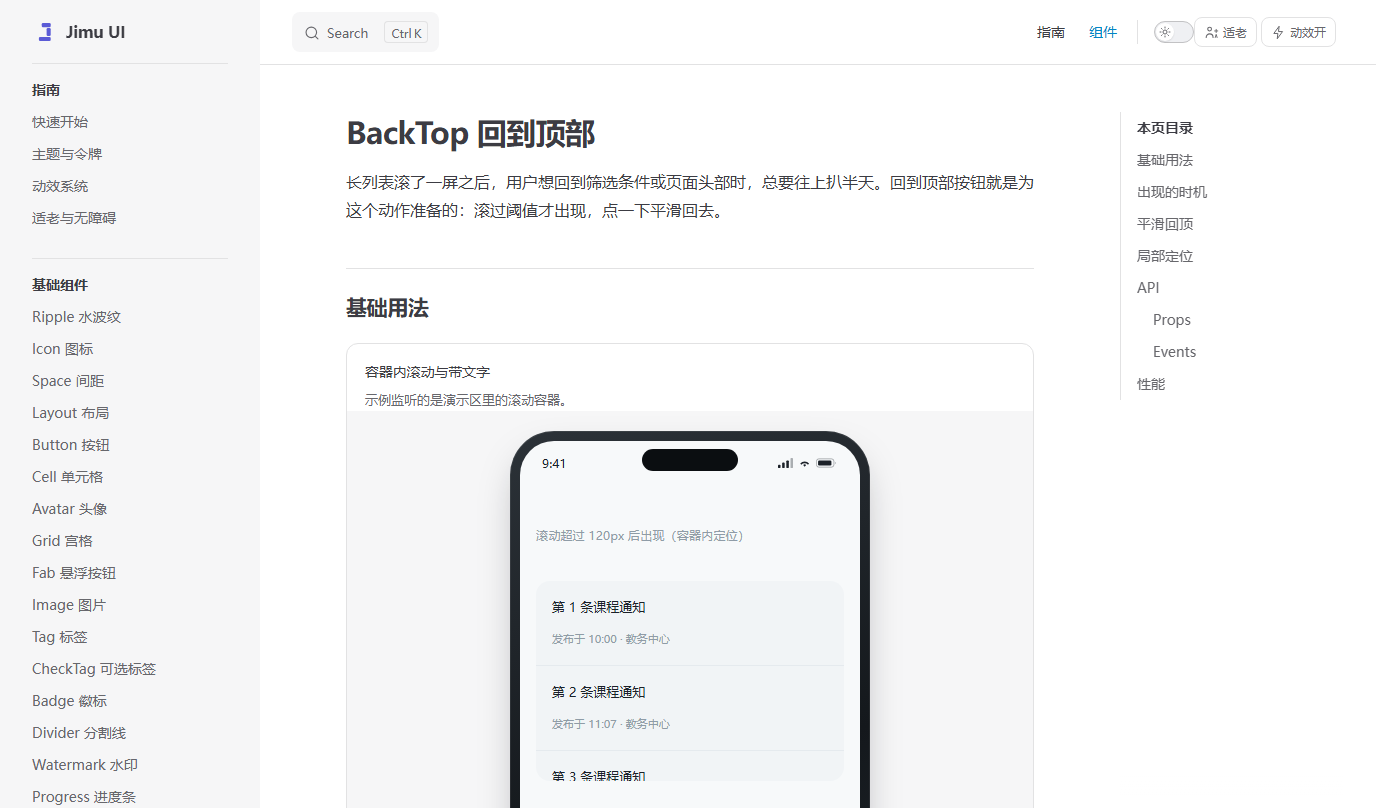 Jimu UI
Search
Ctrl K
指南
组件
适老
动效开
指南
快速开始
主题与令牌
动效系统
适老与无障碍
基础组件
Ripple 水波纹
Icon 图标
Space 间距
Layout 布局
Button 按钮
Cell 单元格
Avatar 头像
Grid 宫格
Fab 悬浮按钮
Image 图片
Tag 标签
CheckTag 可选标签
Badge 徽标
Divider 分割线
Watermark 水印
Progress 进度条
BackTop 回到顶部
长列表滚了一屏之后，用户想回到筛选条件或页面头部时，总要往上扒半天。回到顶部按钮就是为
这个动作准备的：滚过阈值才出现，点一下平滑回去。
基础用法
容器内滚动与带文字
示例监听的是演示区里的滚动容器。
9:41
滚动超过 120px 后出现（容器内定位）
第 1 条课程通知
发布于 10:00 · 教务中心
第 2 条课程通知
发布于 11:07 · 教务中心
第 3 条课程通知
本页目录
基础用法
出现的时机
平滑回顶
局部定位
API
Props
Events
性能